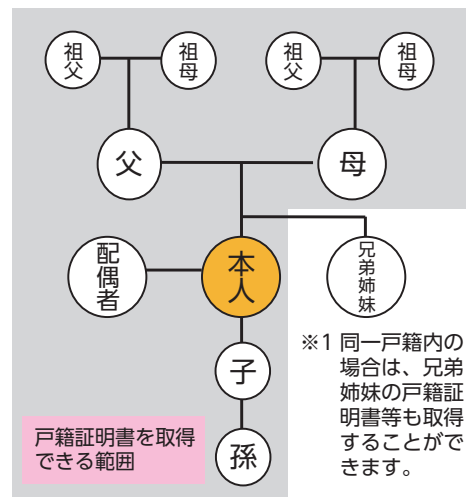 祖父
祖母
祖父
祖母
父
母
配偶者
本人
兄弟姉妹
子
孫
戸籍証明書を取得
できる範囲
※1 同一戸籍内の
場合は、兄弟
姉妹の戸籍証
明書等も取得
することがで
きます。